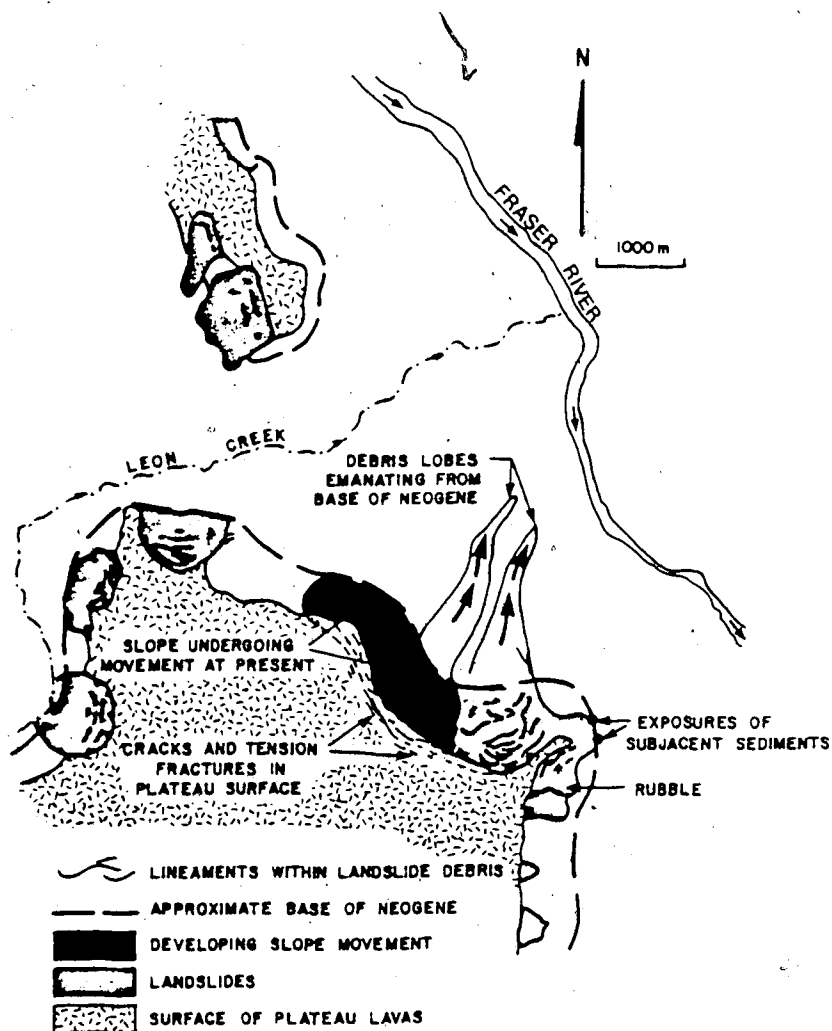 N
FRASER RIVER
1000 m
LEON CREEK
DEBRIS LOBES
EMANATING FROM
BASE OF NEOGENE
SLOPE UNDERGOING
MOVEMENT AT PRESENT
EXPOSURES OF
SUBJACENT SEDIMENTS
CRACKS AND TENSION
FRACTURES IN
PLATEAU SURFACE
RUBBLE
LINEAMENTS WITHIN LANDSLIDE DEBRIS
APPROXIMATE BASE OF NEOGENE
DEVELOPING SLOPE MOVEMENT
LANDSLIDES
SURFACE OF PLATEAU LAVAS